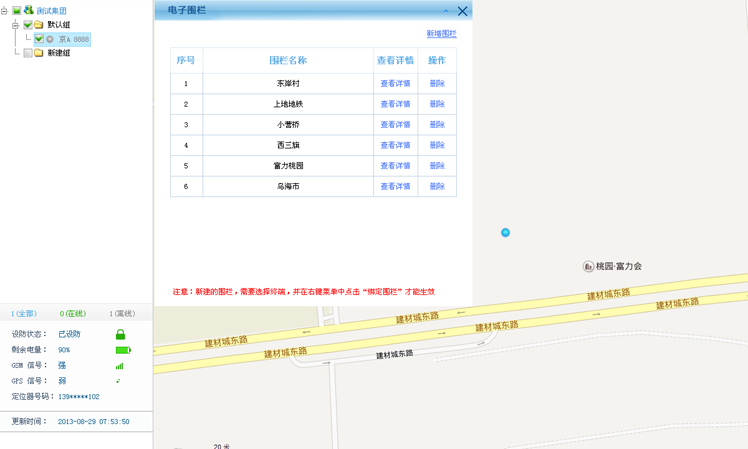 测试集团
默认组
京A 8888
新建组
1(全部) 0(在线) 1(离线)
设防状态： 已设防
剩余电量： 90%
GSM 信号： 强
GPS 信号： 弱
定位器号码： 139*****102
更新时间： 2013-08-29 07:53:50
电子围栏
新增围栏
序号 围栏名称 查看详情 操作
1 东岸村 查看详情 删除
2 上地地铁 查看详情 删除
3 小营桥 查看详情 删除
4 西三旗 查看详情 删除
5 富力桃园 查看详情 删除
6 乌海市 查看详情 删除
注意：新建的围栏，需要选择终端，并在右键菜单中点击“绑定围栏”才能生效
桃园·富力会
建材城东路
建材城东路
建材城东路
建材城东路
建材城东路
建材城东路
建材城东路
20 米